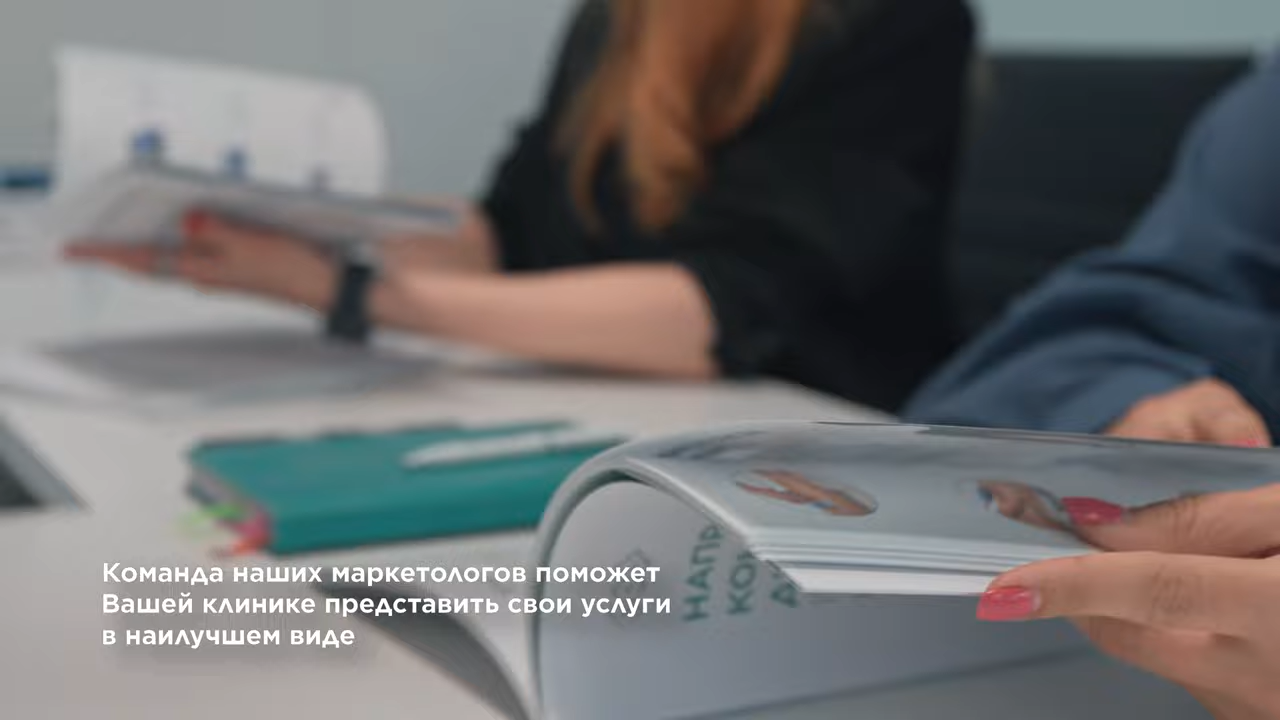 Команда наших маркетологов поможет
Вашей клинике представить свои услуги
в наилучшем виде